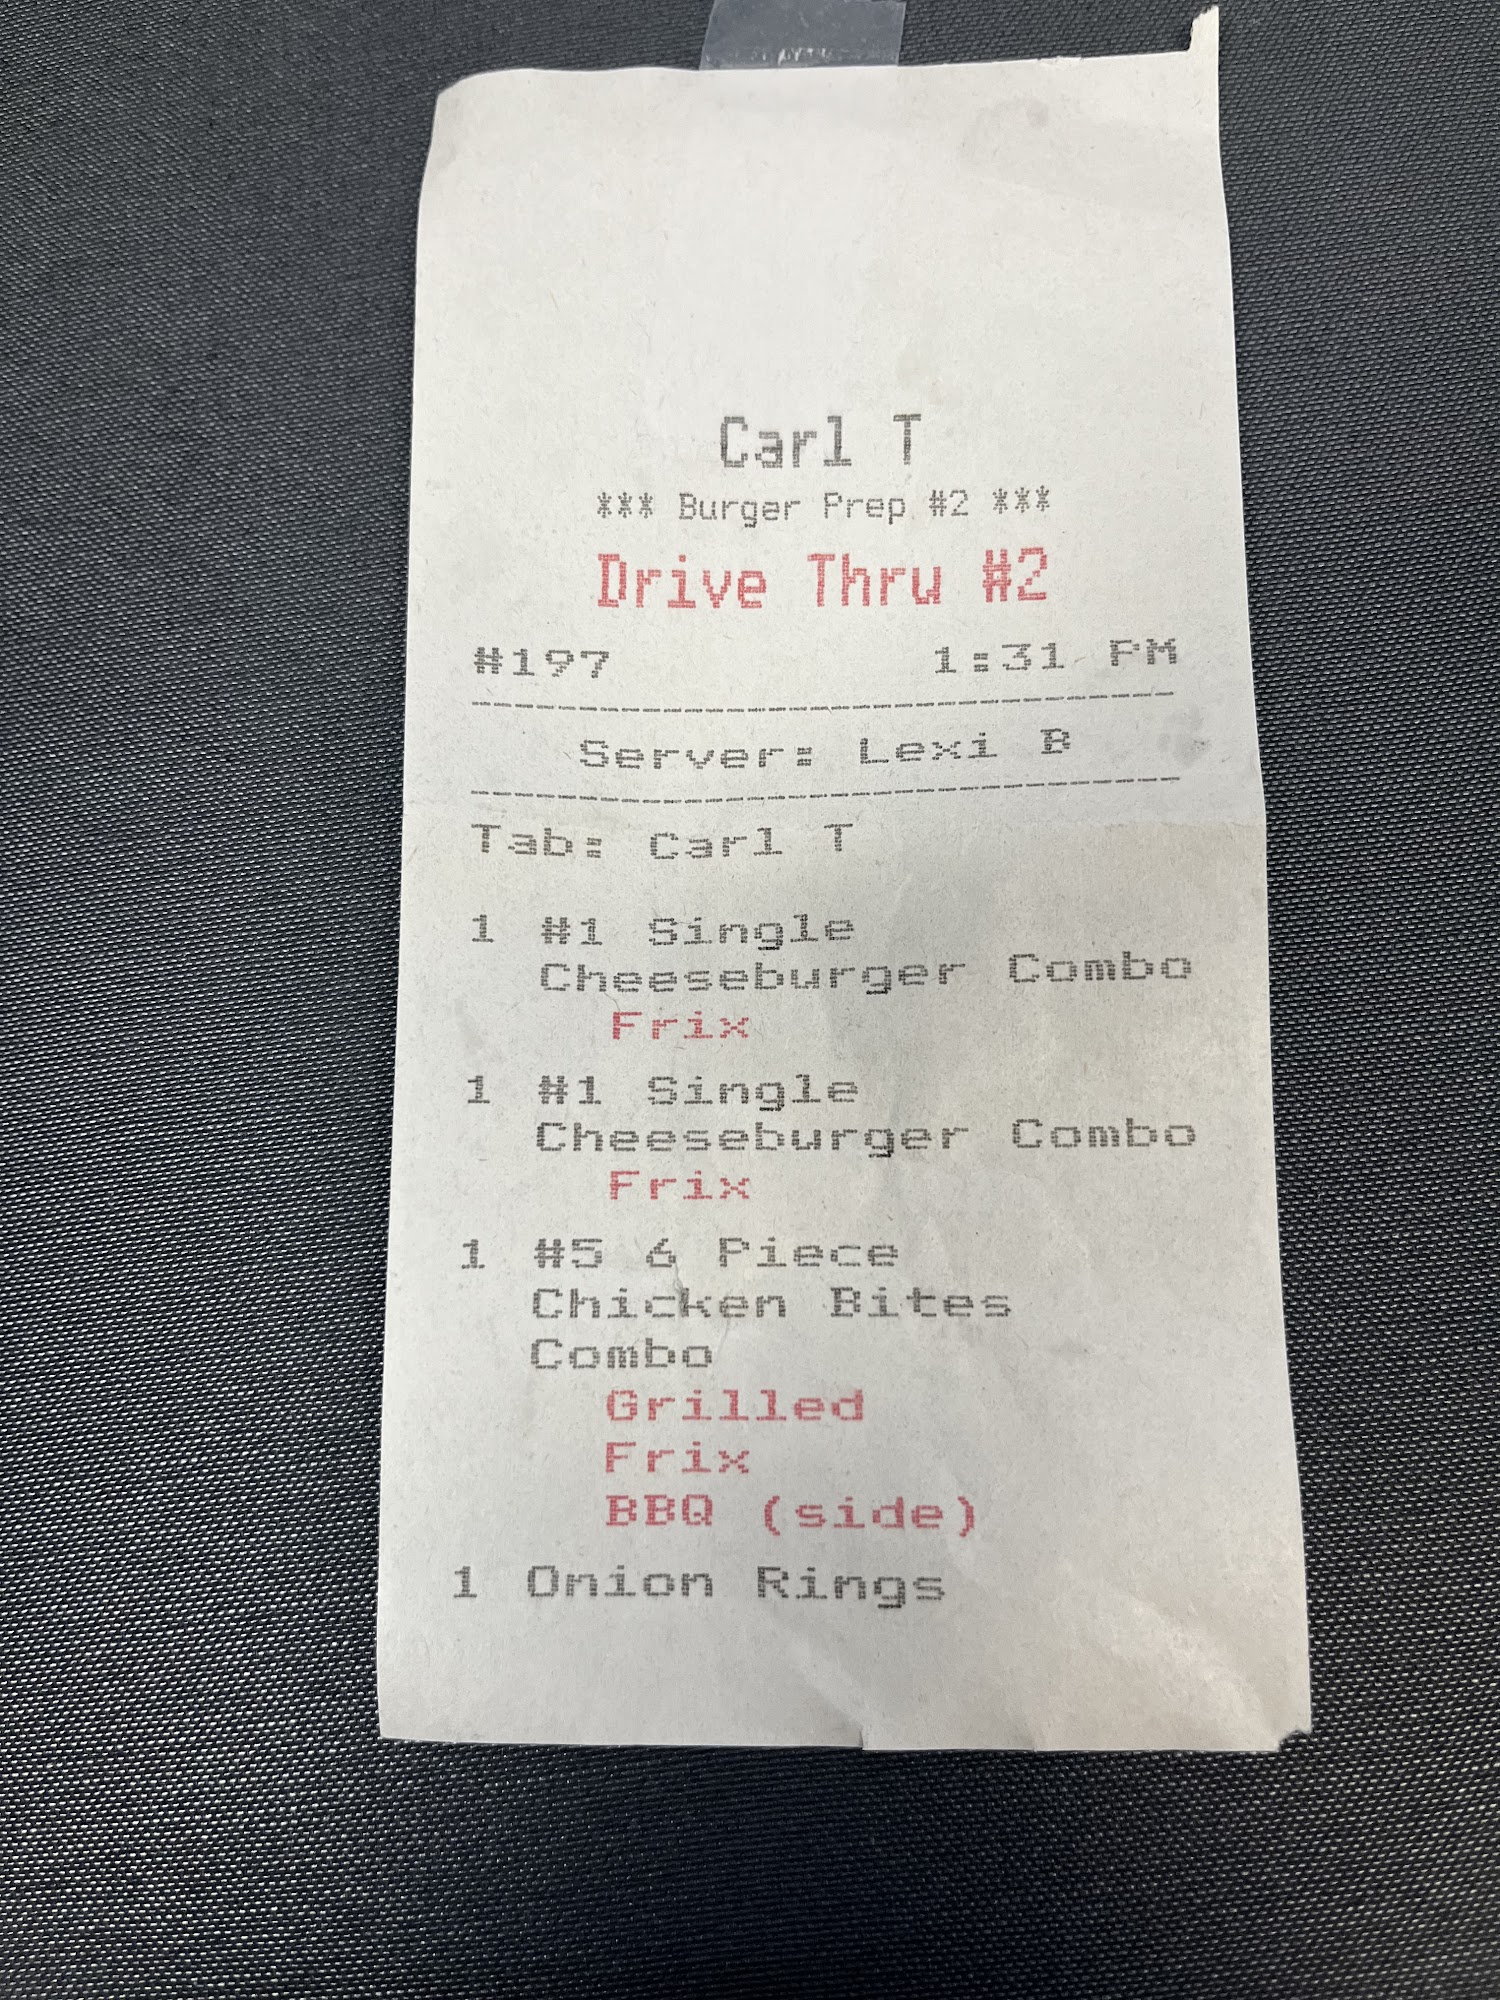 Carl T
*** Burger Prep #2 ***
Drive Thru #2
#197 1:31 PM
Server: Lexi B
Tab: Carl T
1 #1 Single
Cheeseburger Combo
Frix
1 #1 Single
Cheeseburger Combo
Frix
1 #5 6 Piece
Chicken Bites
Combo
Grilled
Frix
BBQ (side)
1 Onion Rings